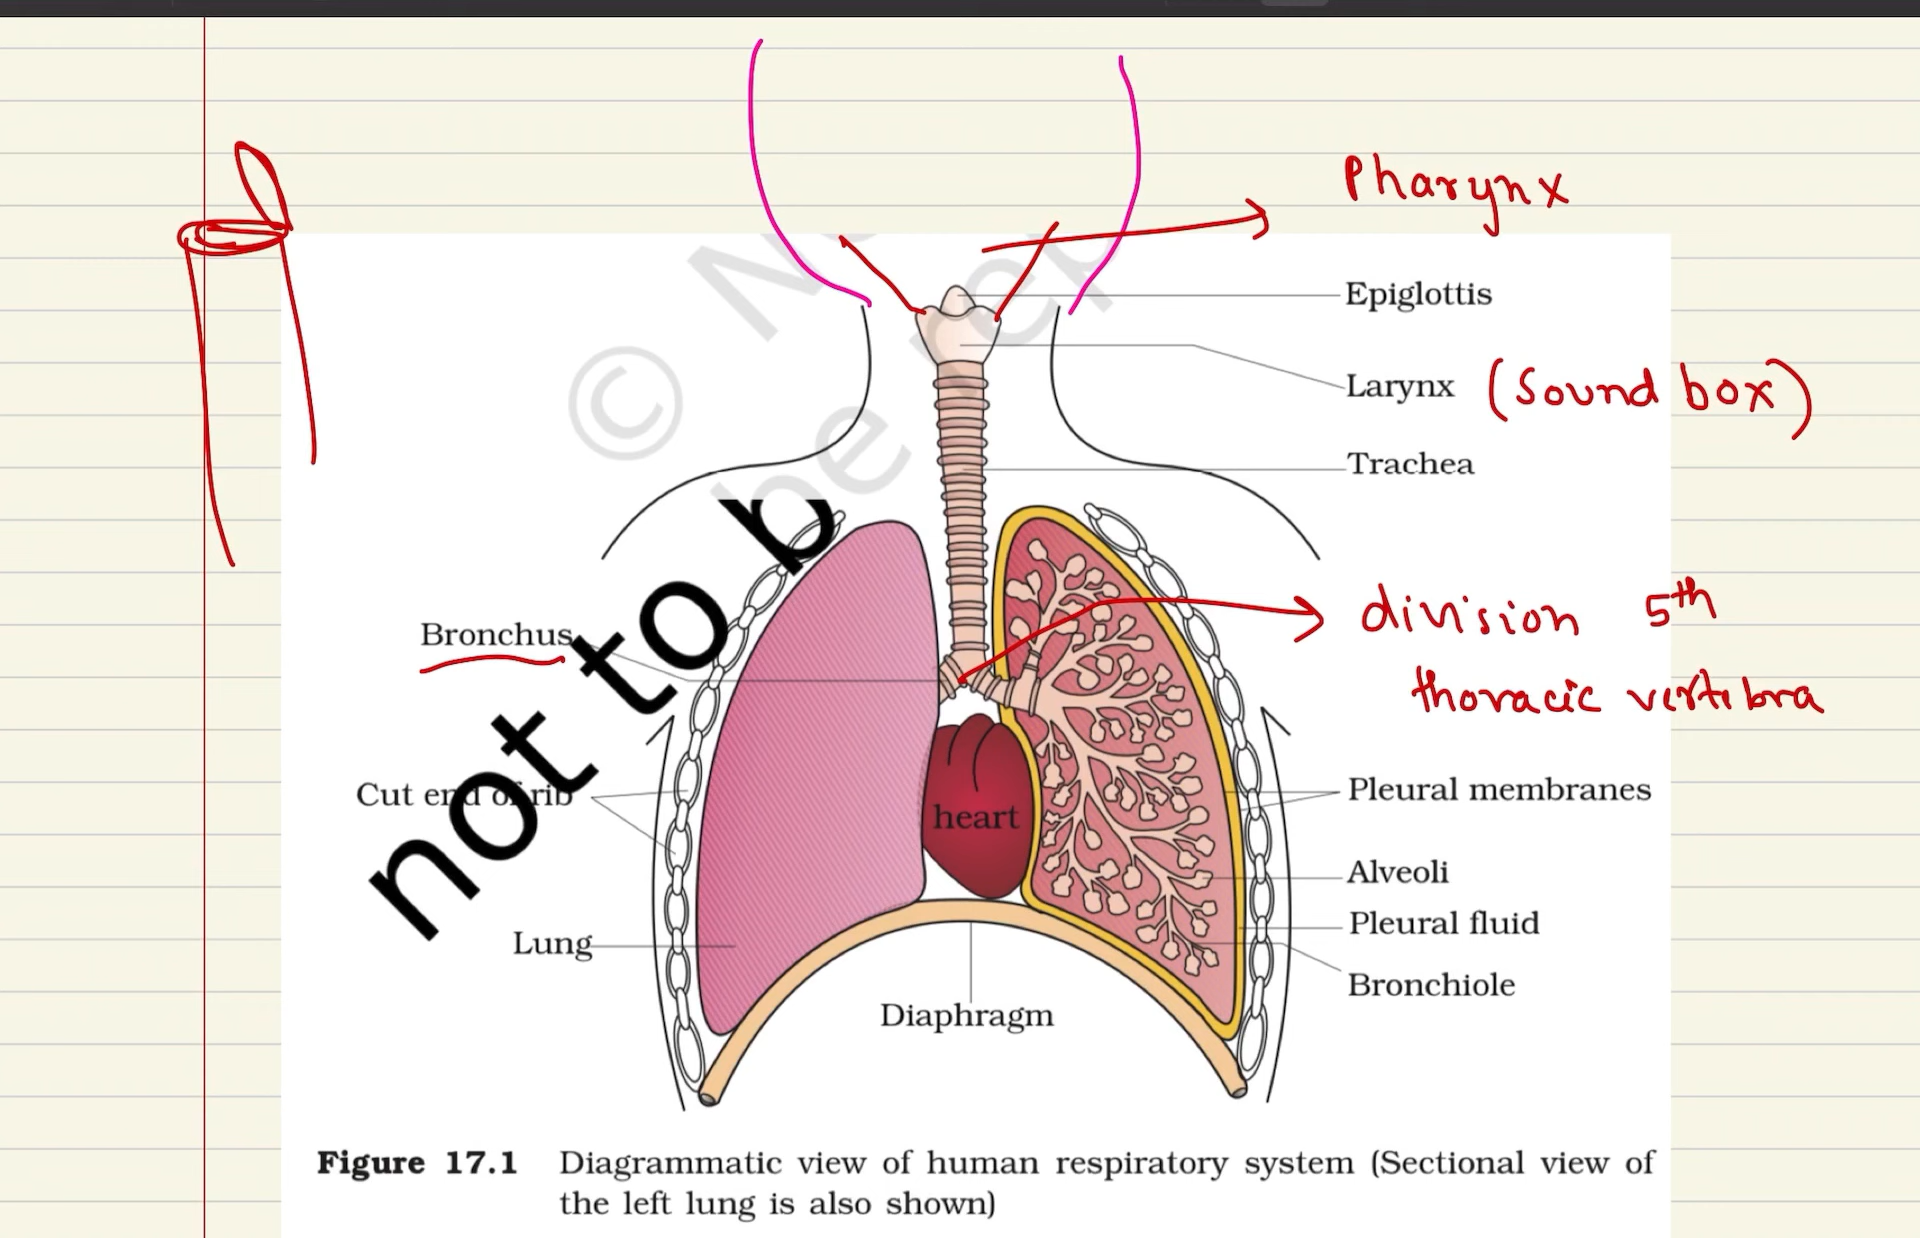 Pharynx
Epiglottis
Larynx (Sound box)
Trachea
division 5th
thoracic vertebra
Bronchus
Cut end of rib
Lung
heart
Diaphragm
Pleural membranes
Alveoli
Pleural fluid
Bronchiole
© N
be rep
not to b
Figure 17.1 Diagrammatic view of human respiratory system (Sectional view of
the left lung is also shown)